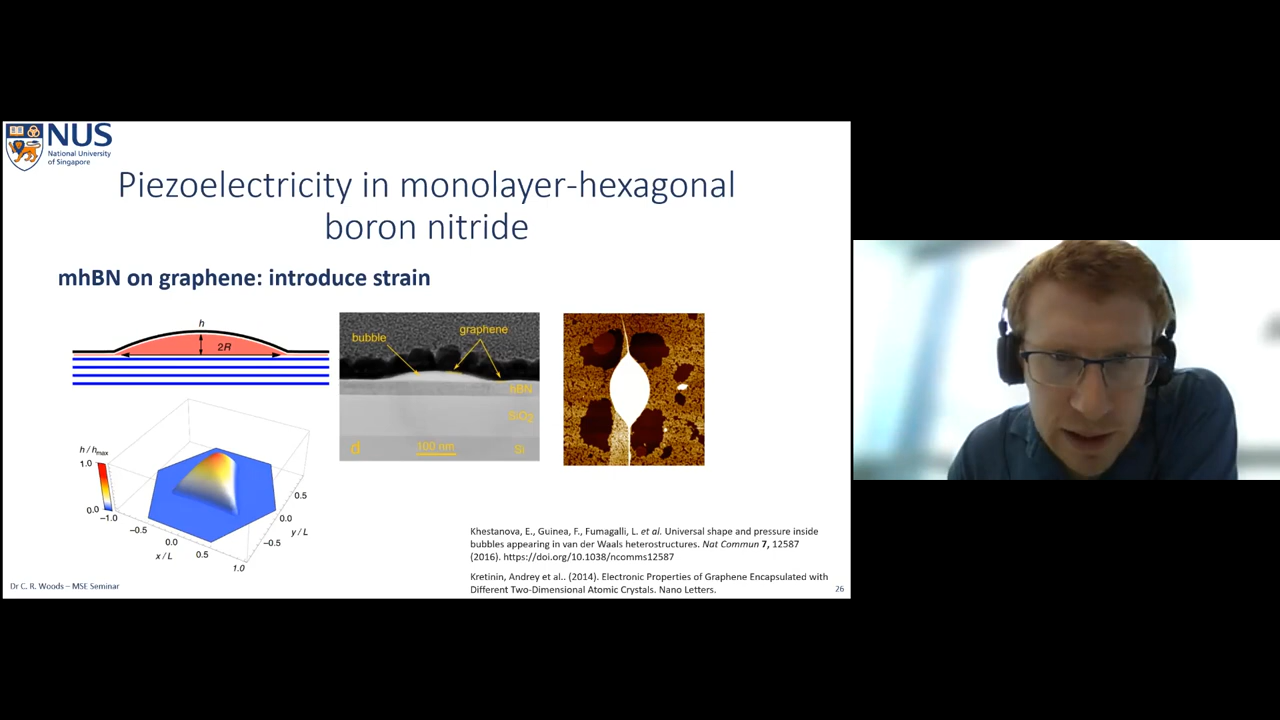 NUS
National University
of Singapore
Piezoelectricity in monolayer-hexagonal
boron nitride
mhBN on graphene: introduce strain
h
2R
bubble
graphene
hBN
SiO₂
d
100 nm
Si
h / hmax
1.0
0.0
−1.0
−0.5
0.0
0.5
1.0
x / L
−0.5
0.0
0.5
y / L
Khestanova, E., Guinea, F., Fumagalli, L. et al. Universal shape and pressure inside
bubbles appearing in van der Waals heterostructures. Nat Commun 7, 12587
(2016). https://doi.org/10.1038/ncomms12587
Kretinin, Andrey et al.. (2014). Electronic Properties of Graphene Encapsulated with
Different Two-Dimensional Atomic Crystals. Nano Letters.
Dr C. R. Woods – MSE Seminar
26